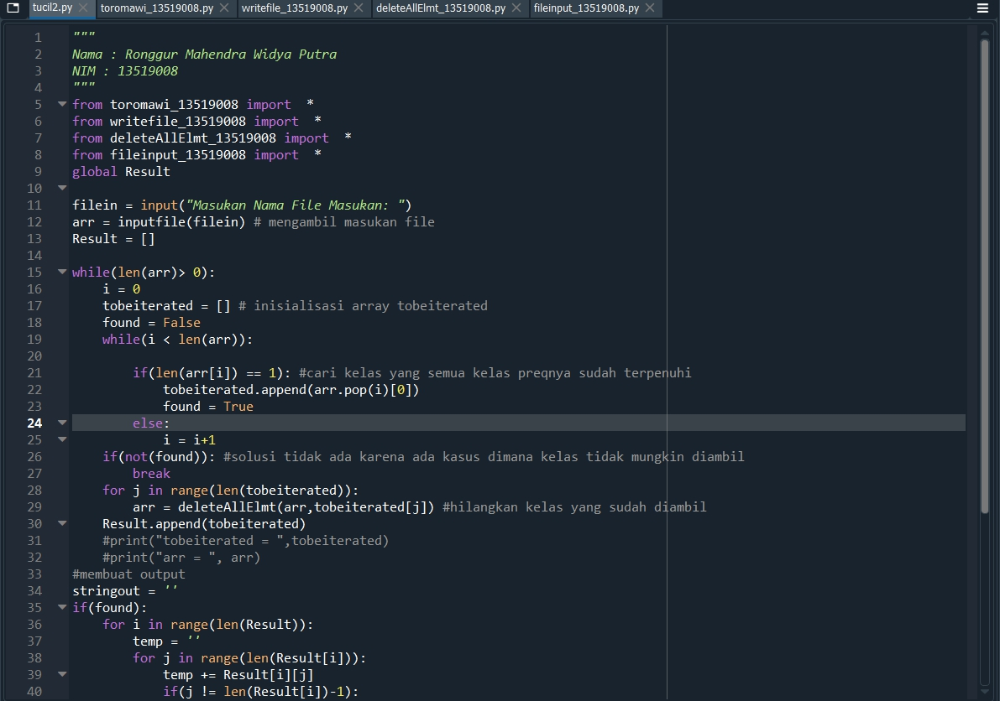 tucil2.py toromawi_13519008.py writefile_13519008.py deleteAllElmt_13519008.py fileinput_13519008.py
1 """
2 Nama : Ronggur Mahendra Widya Putra
3 NIM : 13519008
4 """
5 from toromawi_13519008 import  *
6 from writefile_13519008 import  *
7 from deleteAllElmt_13519008 import  *
8 from fileinput_13519008 import  *
9 global Result
10
11 filein = input("Masukan Nama File Masukan: ")
12 arr = inputfile(filein) # mengambil masukan file
13 Result = []
14
15 while(len(arr)> 0):
16     i = 0
17     tobeiterated = [] # inisialisasi array tobeiterated
18     found = False
19     while(i < len(arr)):
20
21         if(len(arr[i]) == 1): #cari kelas yang semua kelas preqnya sudah terpenuhi
22             tobeiterated.append(arr.pop(i)[0])
23             found = True
24         else:
25             i = i+1
26     if(not(found)): #solusi tidak ada karena ada kasus dimana kelas tidak mungkin diambil
27         break
28     for j in range(len(tobeiterated)):
29         arr = deleteAllElmt(arr,tobeiterated[j]) #hilangkan kelas yang sudah diambil
30     Result.append(tobeiterated)
31     #print("tobeiterated = ",tobeiterated)
32     #print("arr = ", arr)
33 #membuat output
34 stringout = ''
35 if(found):
36     for i in range(len(Result)):
37         temp = ''
38         for j in range(len(Result[i])):
39             temp += Result[i][j]
40             if(j != len(Result[i])-1):